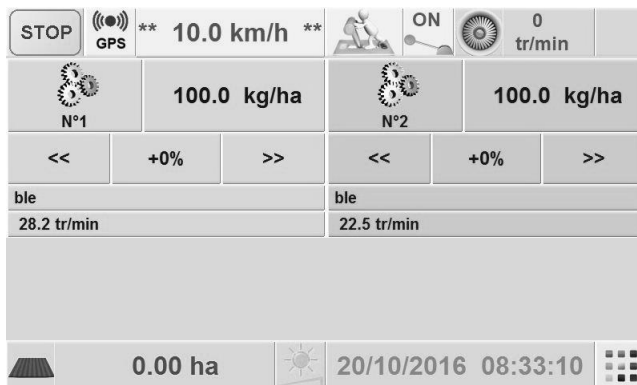 STOP
GPS
** 10.0 km/h **
ON
0
tr/min
N°1
100.0 kg/ha
N°2
100.0 kg/ha
<< +0% >>
<< +0% >>
ble
ble
28.2 tr/min
22.5 tr/min
0.00 ha
20/10/2016 08:33:10